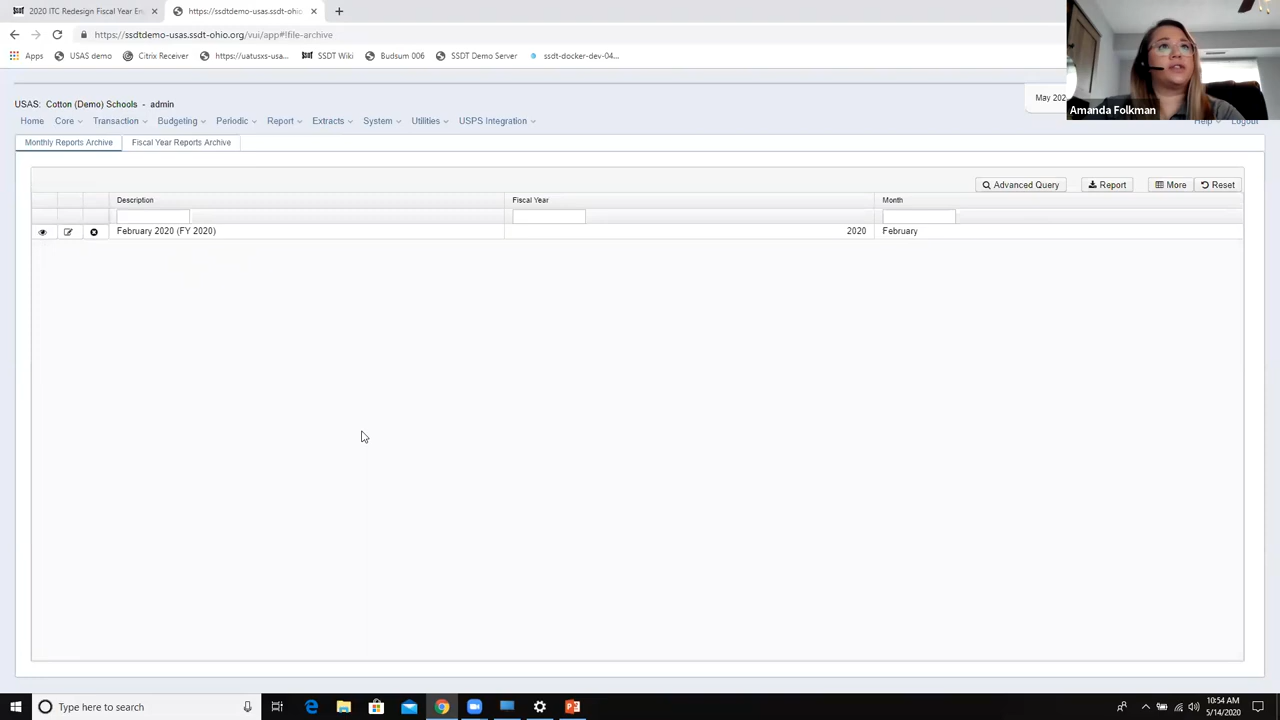 2020 ITC Redesign Fiscal Year En
https://ssdtdemo-usas.ssdt-ohio
https://ssdtdemo-usas.ssdt-ohio.org/vui/app#!file-archive
Apps USAS demo Citrix Receiver https://uatusxs-usa... SSDT Wiki Budsum 006 SSDT Demo Server ssdt-docker-dev-04...
USAS: Cotton (Demo) Schools - admin
May 202
Amanda Folkman
Home Core Transaction Budgeting Periodic Report Extracts System Utilities USPS Integration Help Logout
Monthly Reports Archive Fiscal Year Reports Archive
Advanced Query Report More Reset
Description Fiscal Year Month
February 2020 (FY 2020) 2020 February
Type here to search
10:54 AM
5/14/2020